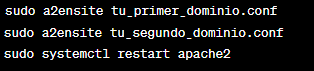 sudo a2ensite tu_primer_dominio.conf
sudo a2ensite tu_segundo_dominio.conf
sudo systemctl restart apache2